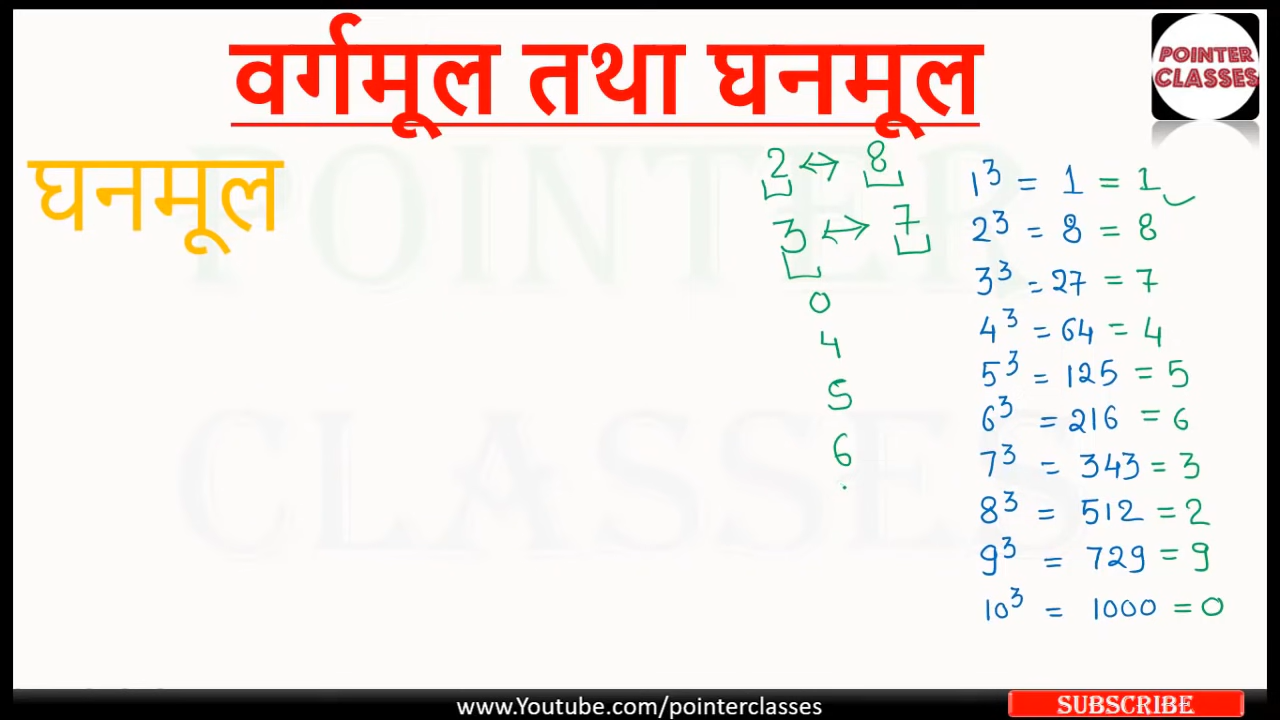 वर्गमूल तथा घनमूल
POINTER
CLASSES
घनमूल
POINTER
CLASSES
2 ↔ 8
3 ↔ 7
0
4
5
6
1³ = 1 = 1
2³ = 8 = 8
3³ = 27 = 7
4³ = 64 = 4
5³ = 125 = 5
6³ = 216 = 6
7³ = 343 = 3
8³ = 512 = 2
9³ = 729 = 9
10³ = 1000 = 0
www.Youtube.com/pointerclasses
SUBSCRIBE